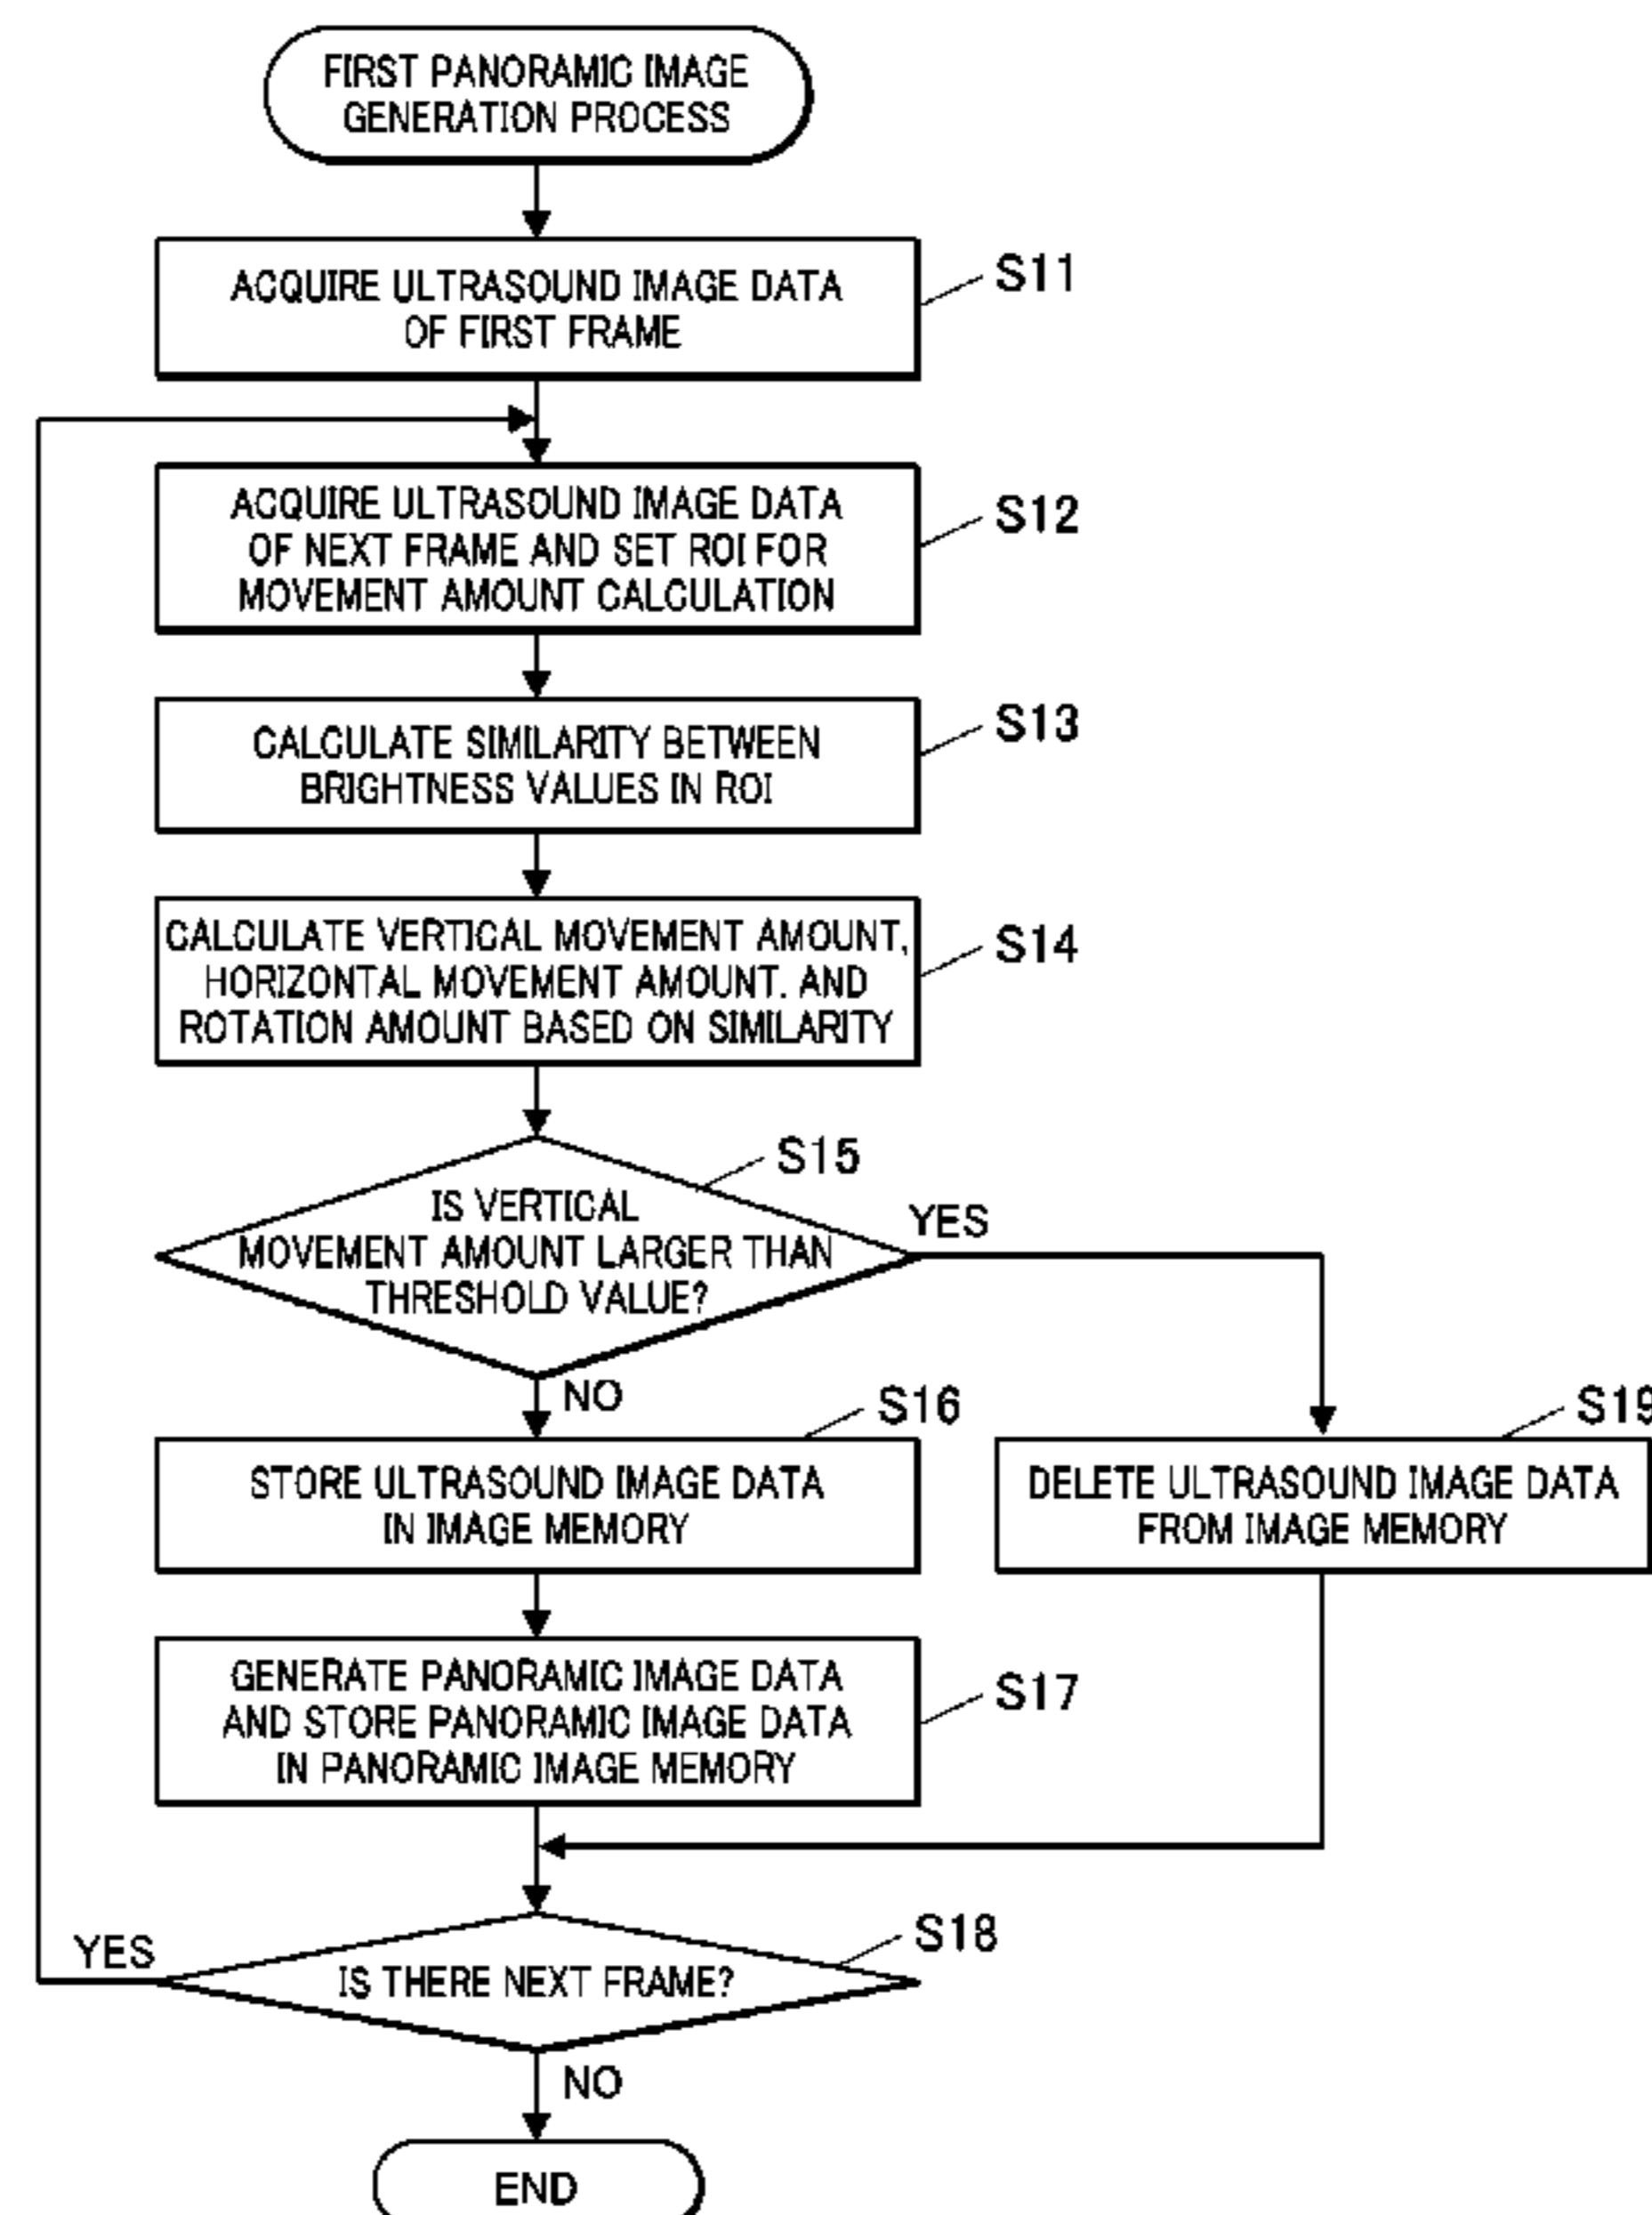 FIRST PANORAMIC IMAGE
GENERATION PROCESS
ACQUIRE ULTRASOUND IMAGE DATA
OF FIRST FRAME
S11
ACQUIRE ULTRASOUND IMAGE DATA
OF NEXT FRAME AND SET ROI FOR
MOVEMENT AMOUNT CALCULATION
S12
CALCULATE SIMILARITY BETWEEN
BRIGHTNESS VALUES IN ROI
S13
CALCULATE VERTICAL MOVEMENT AMOUNT,
HORIZONTAL MOVEMENT AMOUNT, AND
ROTATION AMOUNT BASED ON SIMILARITY
S14
S15
IS VERTICAL
MOVEMENT AMOUNT LARGER THAN
THRESHOLD VALUE?
YES
NO
S16
STORE ULTRASOUND IMAGE DATA
IN IMAGE MEMORY
S19
DELETE ULTRASOUND IMAGE DATA
FROM IMAGE MEMORY
GENERATE PANORAMIC IMAGE DATA
AND STORE PANORAMIC IMAGE DATA
IN PANORAMIC IMAGE MEMORY
S17
S18
IS THERE NEXT FRAME?
YES
NO
END